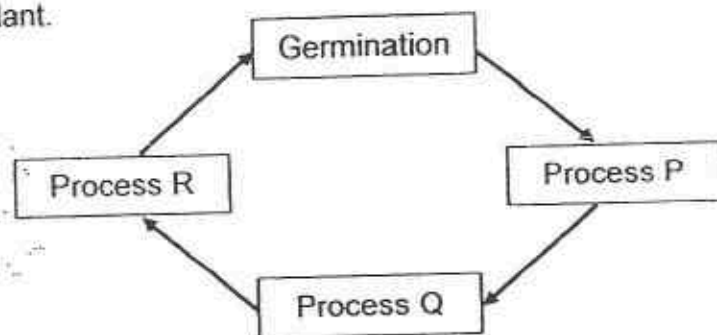 lant.
Germination
Process R
Process P
Process Q